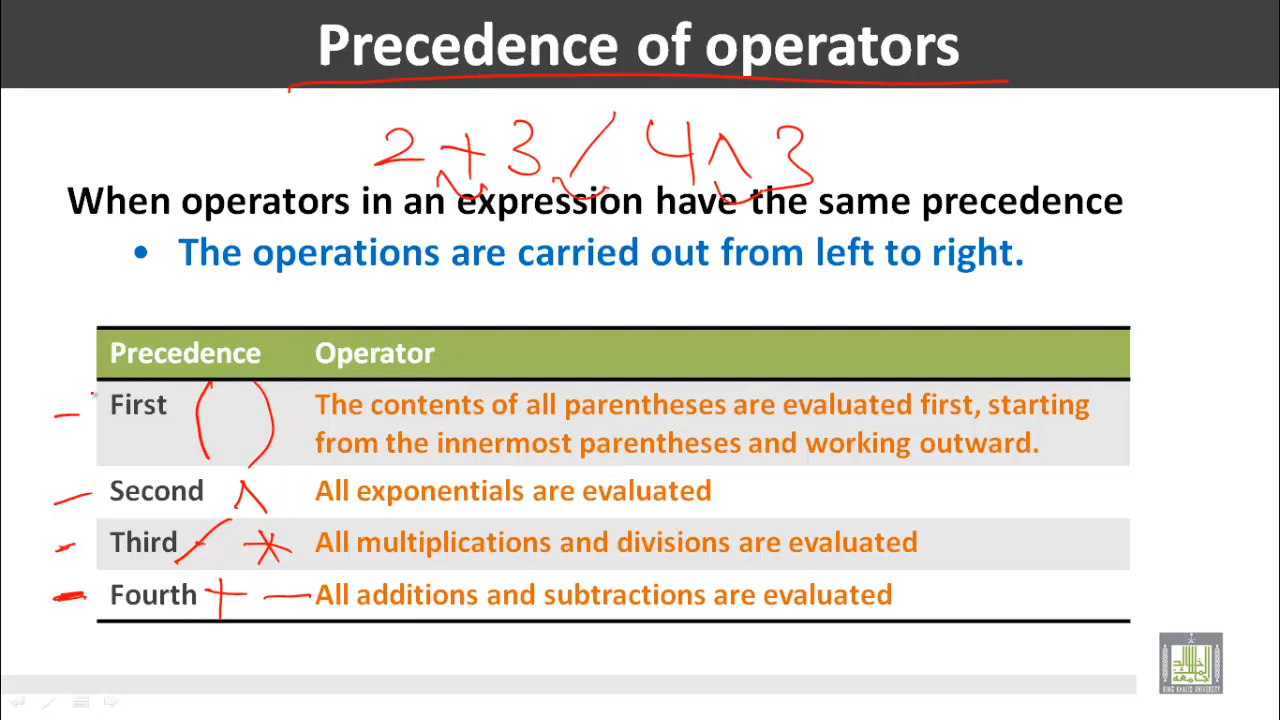 Precedence of operators
2 + 3 / 4 ^ 3
When operators in an expression have the same precedence
• The operations are carried out from left to right.
Precedence Operator
First ( ) The contents of all parentheses are evaluated first, starting
from the innermost parentheses and working outward.
Second ^ All exponentials are evaluated
Third / * All multiplications and divisions are evaluated
Fourth + - All additions and subtractions are evaluated
KING KHALID UNIVERSITY